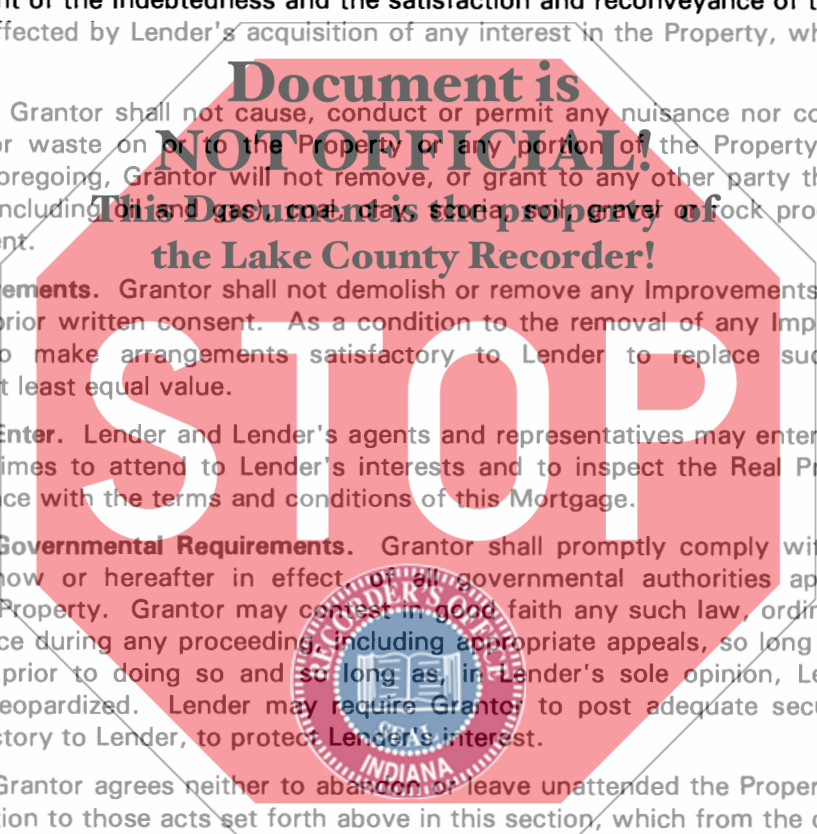 nt of the Indebtedness and the satisfaction and reconveyance of t
ffected by Lender's acquisition of any interest in the Property, wh
Document is
Grantor shall not cause, conduct or permit any nuisance nor co
NOT OFFICIAL!
or waste on or to the Property or any portion of the Property
oregoing, Grantor will not remove, or grant to any other party th
This Document is the property of
ncluding oil and gas), coal, clay, scoria, soil, gravel or rock pro
ent.
the Lake County Recorder!
ements. Grantor shall not demolish or remove any Improvements
prior written consent. As a condition to the removal of any Imp
o make arrangements satisfactory to Lender to replace suc
t least equal value.
STOP
Enter. Lender and Lender's agents and representatives may enter
imes to attend to Lender's interests and to inspect the Real Pr
ce with the terms and conditions of this Mortgage.
Governmental Requirements. Grantor shall promptly comply wit
now or hereafter in effect, of all governmental authorities ap
Property. Grantor may contest in good faith any such law, ordin
ce during any proceeding, including appropriate appeals, so long
prior to doing so and so long as, in Lender's sole opinion, Le
eopardized. Lender may require Grantor to post adequate secu
ctory to Lender, to protect Lender's interest.
RECORDER'S OFFICE
SEAL
INDIANA
Grantor agrees neither to abandon or leave unattended the Proper
tion to those acts set forth above in this section, which from the c